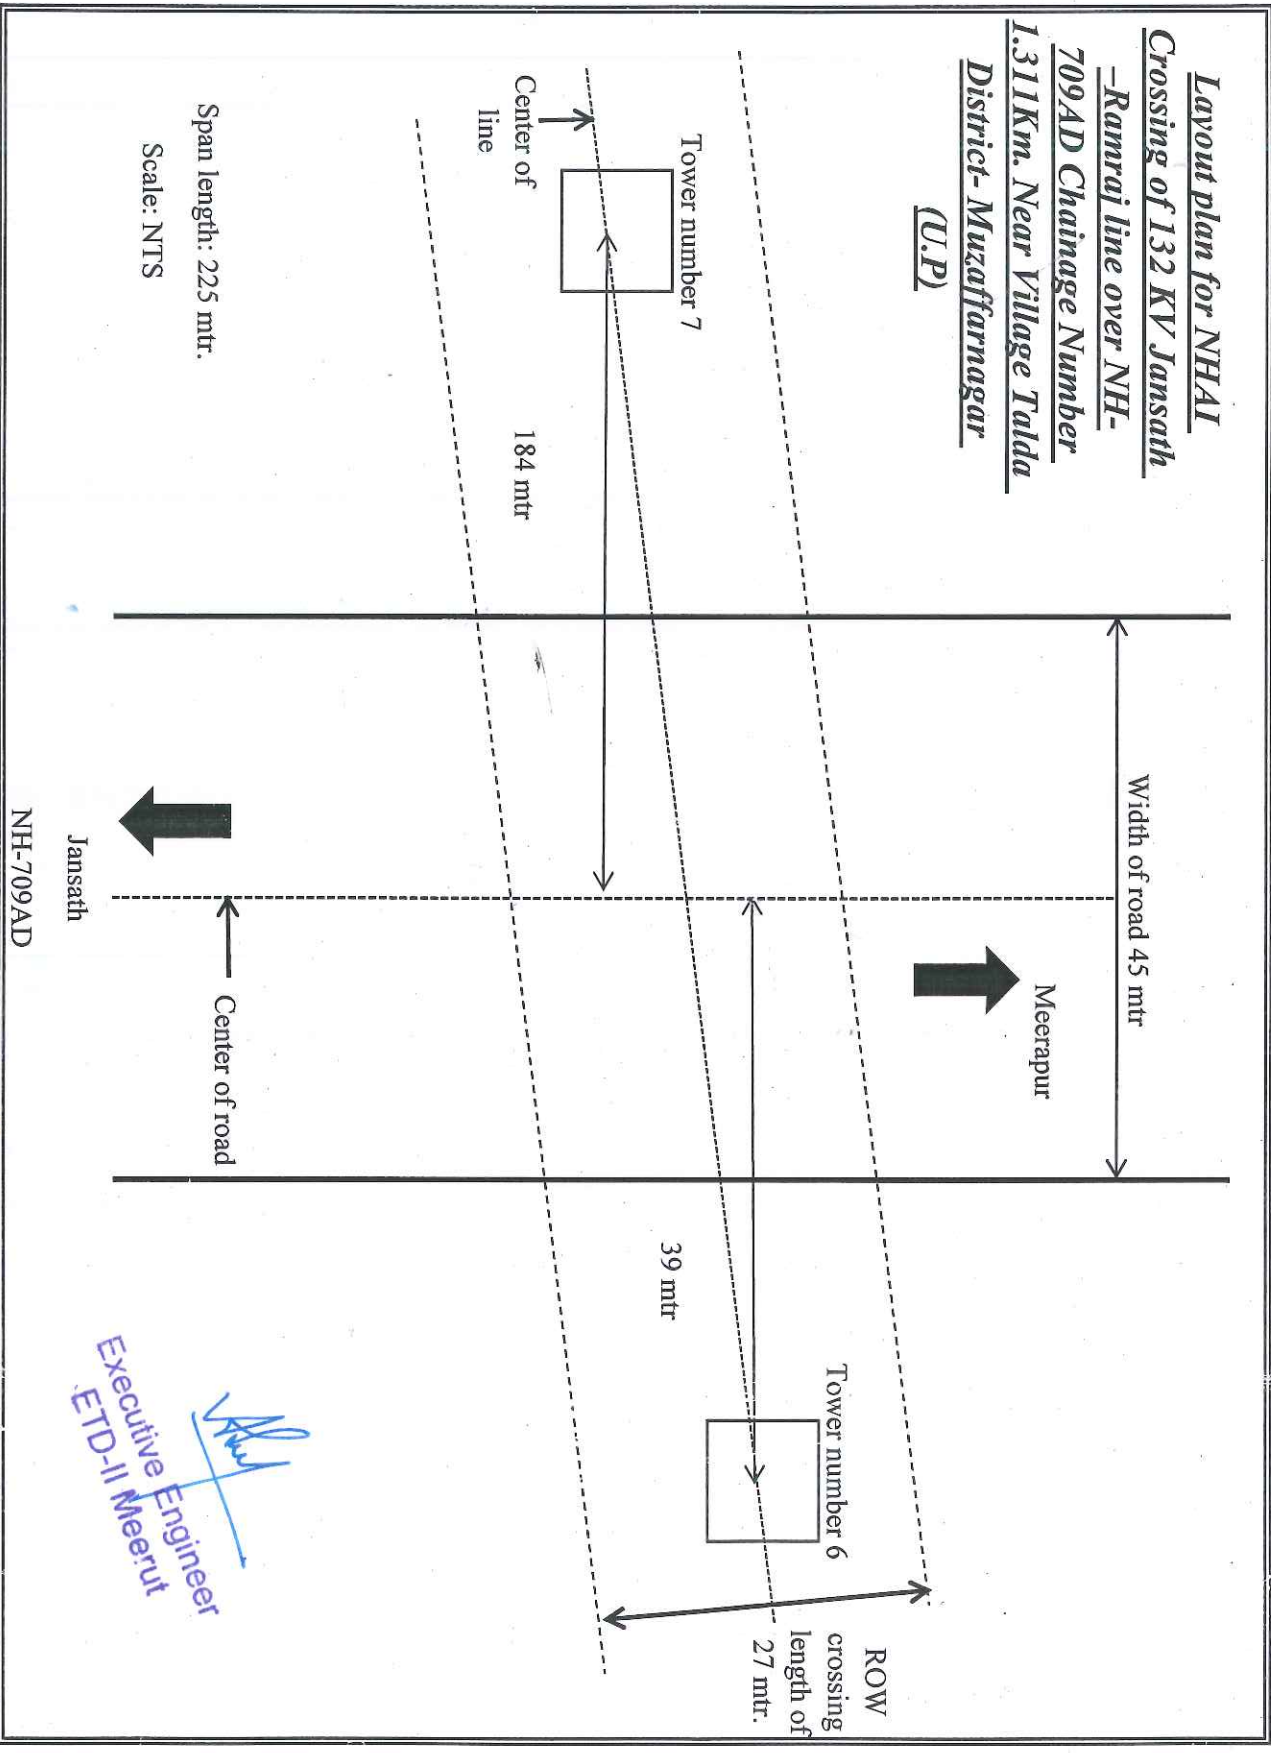 Layout plan for NHAI
Crossing of 132 KV Jansath
–Ramraj line over NH-
709AD Chainage Number
1.311Km. Near Village Talda
District- Muzaffarnagar
(U.P)
Width of road 45 mtr
Meerapur
Tower number 7
Tower number 6
ROW
crossing
length of
27 mtr.
Center of
line
184 mtr
39 mtr
Span length: 225 mtr.
Scale: NTS
Center of road
Jansath
NH-709AD
Executive Engineer
ETD-II Meerut